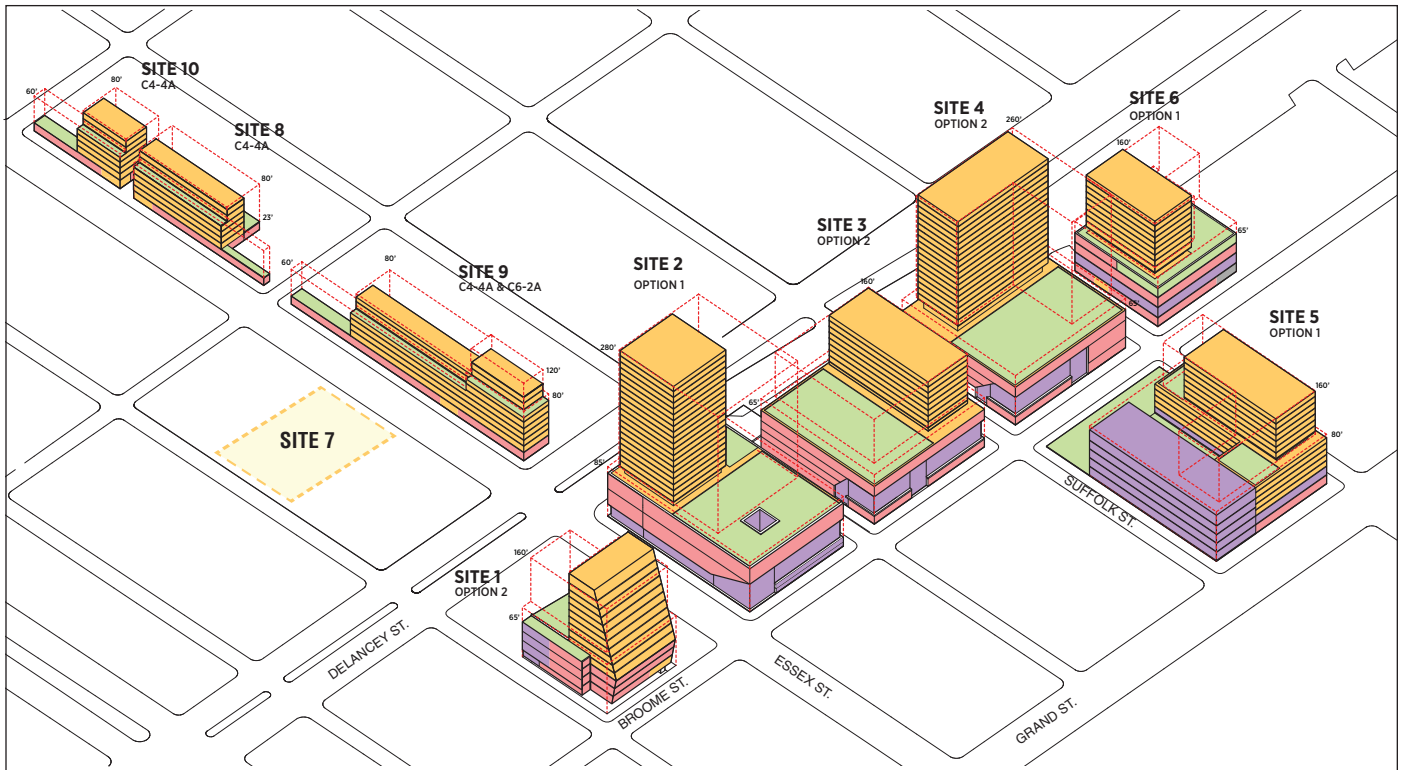 SITE 10
C4-4A
60'
80'
SITE 8
C4-4A
80'
23'
SITE 9
C4-4A & C6-2A
60'
80'
120'
80'
SITE 7
SITE 2
OPTION 1
280'
85'
SITE 3
OPTION 2
160'
65'
SITE 4
OPTION 2
260'
65'
SITE 6
OPTION 1
160'
65'
SITE 5
OPTION 1
160'
80'
SITE 1
OPTION 2
160'
65'
DELANCEY ST.
BROOME ST.
ESSEX ST.
SUFFOLK ST.
GRAND ST.